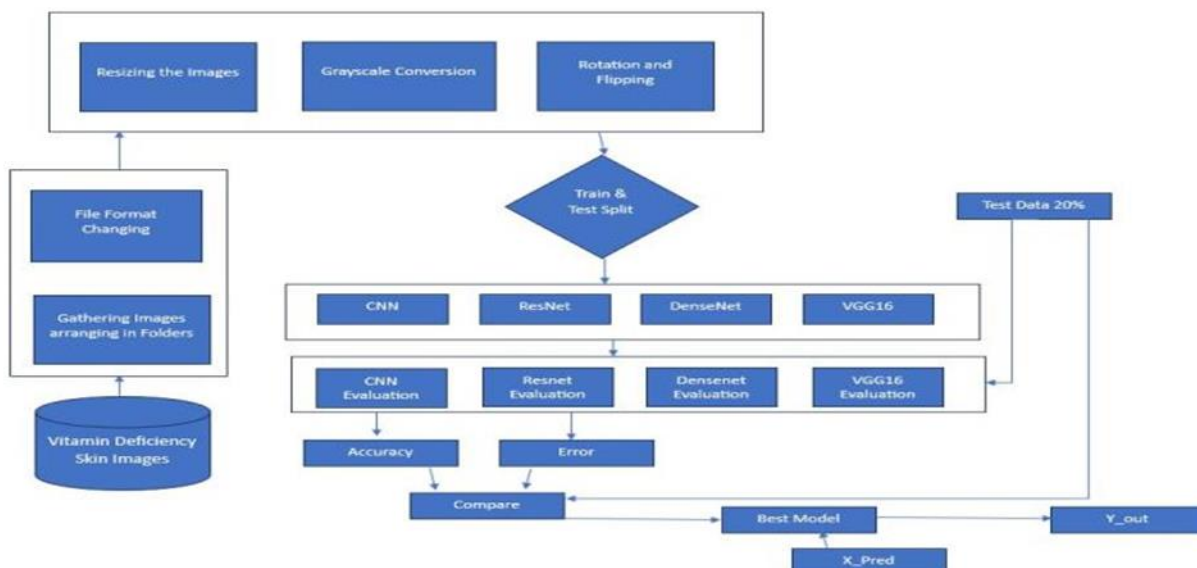 Resizing the Images
Grayscale Conversion
Rotation and
Flipping
File Format
Changing
Gathering Images
arranging in Folders
Vitamin Deficiency
Skin Images
Train &
Test Split
Test Data 20%
CNN
ResNet
DenseNet
VGG16
CNN
Evaluation
Resnet
Evaluation
Densenet
Evaluation
VGG16
Evaluation
Accuracy
Error
Compare
Best Model
Y_out
X_Pred